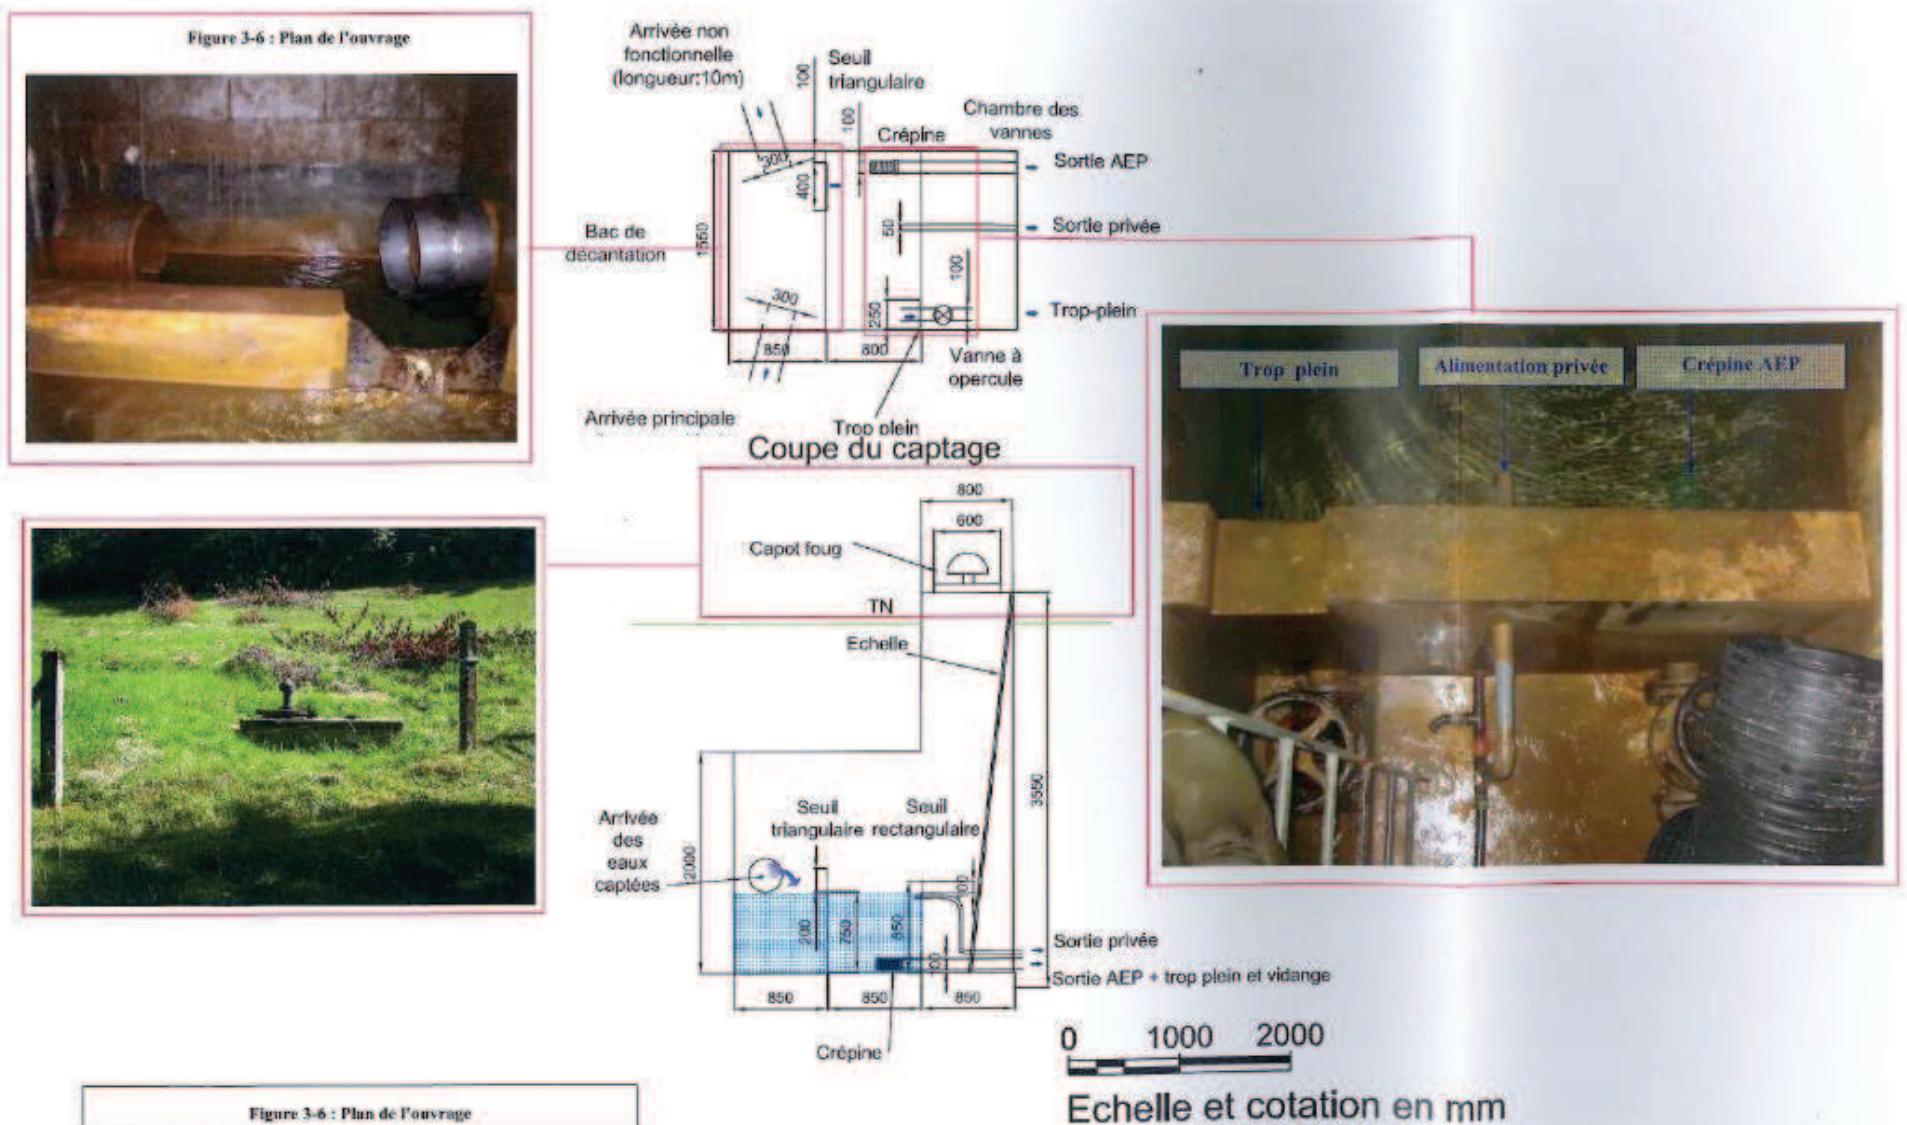 Figure 3-6 : Plan de l'ouvrage
Arrivée non
fonctionnelle
(longueur:10m)
100
Seuil
triangulaire
100
Chambre des
vannes
Crépine
Sortie AEP
300
400
1550
Bac de
décantation
50
Sortie privée
100
300
250
Trop-plein
850
800
Vanne à
opercule
Arrivée principale
Trop plein
Coupe du captage
Trop plein
Alimentation privée
Crépine AEP
800
600
Capot foug
TN
Echelle
3550
2000
Arrivée
des
eaux
captées
Seuil
triangulaire
Seuil
rectangulaire
100
200
750
850
100
Sortie privée
Sortie AEP + trop plein et vidange
850
850
850
Crépine
0 1000 2000
Echelle et cotation en mm
Figure 3-6 : Plan de l'ouvrage